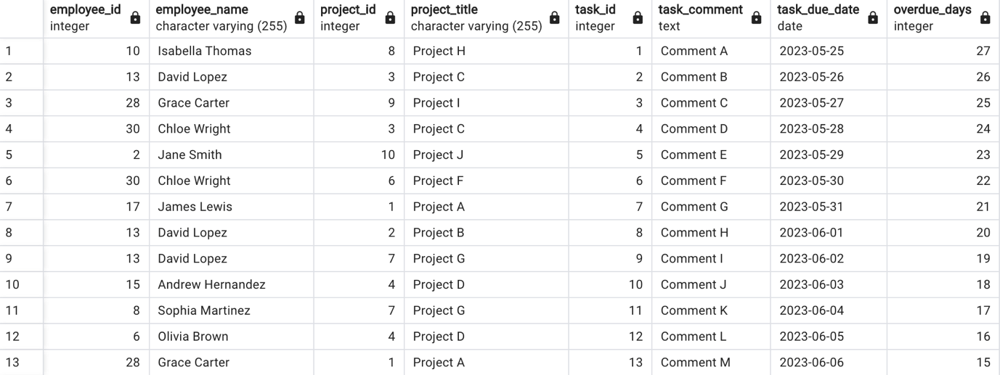 employee_id employee_name project_id project_title task_id task_comment task_due_date overdue_days
integer character varying (255) integer character varying (255) integer text date integer
1 10 Isabella Thomas 8 Project H 1 Comment A 2023-05-25 27
2 13 David Lopez 3 Project C 2 Comment B 2023-05-26 26
3 28 Grace Carter 9 Project I 3 Comment C 2023-05-27 25
4 30 Chloe Wright 3 Project C 4 Comment D 2023-05-28 24
5 2 Jane Smith 10 Project J 5 Comment E 2023-05-29 23
6 30 Chloe Wright 6 Project F 6 Comment F 2023-05-30 22
7 17 James Lewis 1 Project A 7 Comment G 2023-05-31 21
8 13 David Lopez 2 Project B 8 Comment H 2023-06-01 20
9 13 David Lopez 7 Project G 9 Comment I 2023-06-02 19
10 15 Andrew Hernandez 4 Project D 10 Comment J 2023-06-03 18
11 8 Sophia Martinez 7 Project G 11 Comment K 2023-06-04 17
12 6 Olivia Brown 4 Project D 12 Comment L 2023-06-05 16
13 28 Grace Carter 1 Project A 13 Comment M 2023-06-06 15